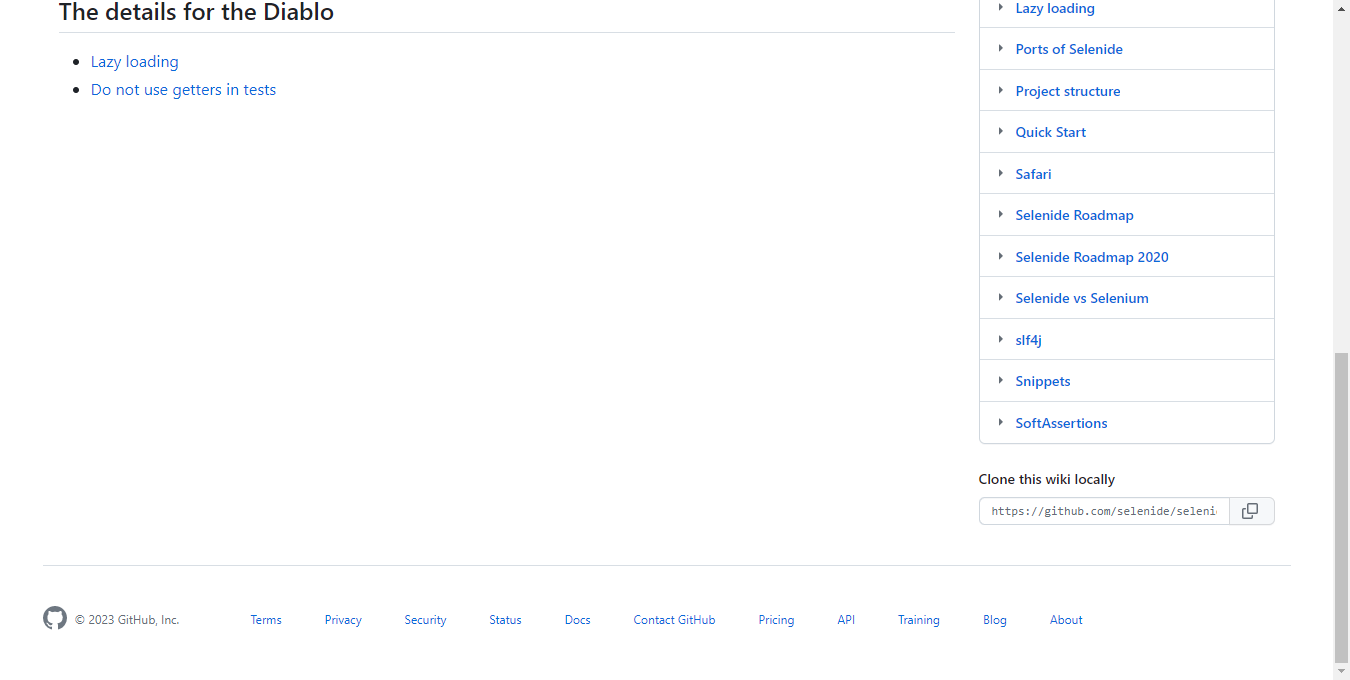 The details for the Diablo
Lazy loading
Do not use getters in tests
Lazy loading
Ports of Selenide
Project structure
Quick Start
Safari
Selenide Roadmap
Selenide Roadmap 2020
Selenide vs Selenium
slf4j
Snippets
SoftAssertions
Clone this wiki locally
https://github.com/selenide/seleni
© 2023 GitHub, Inc. Terms Privacy Security Status Docs Contact GitHub Pricing API Training Blog About